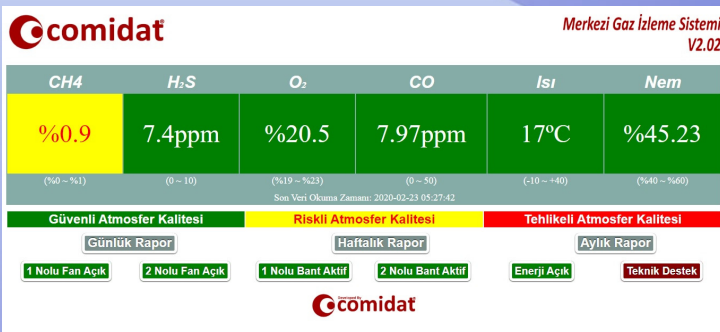 comidat
Merkezi Gaz İzleme Sistemi
V2.02
CH4 H₂S O₂ CO Isı Nem
%0.9 7.4ppm %20.5 7.97ppm 17ºC %45.23
(%0 ~ %1) (0 ~ 10) (%19 ~ %23) (0 ~ 50) (-10 ~ +40) (%40 ~ %60)
Son Veri Okuma Zamanı: 2020-02-23 05:27:42
Güvenli Atmosfer Kalitesi Riskli Atmosfer Kalitesi Tehlikeli Atmosfer Kalitesi
Günlük Rapor Haftalık Rapor Aylık Rapor
1 Nolu Fan Açık 2 Nolu Fan Açık 1 Nolu Bant Aktif 2 Nolu Bant Aktif Enerji Açık Teknik Destek
Developed By
comidat